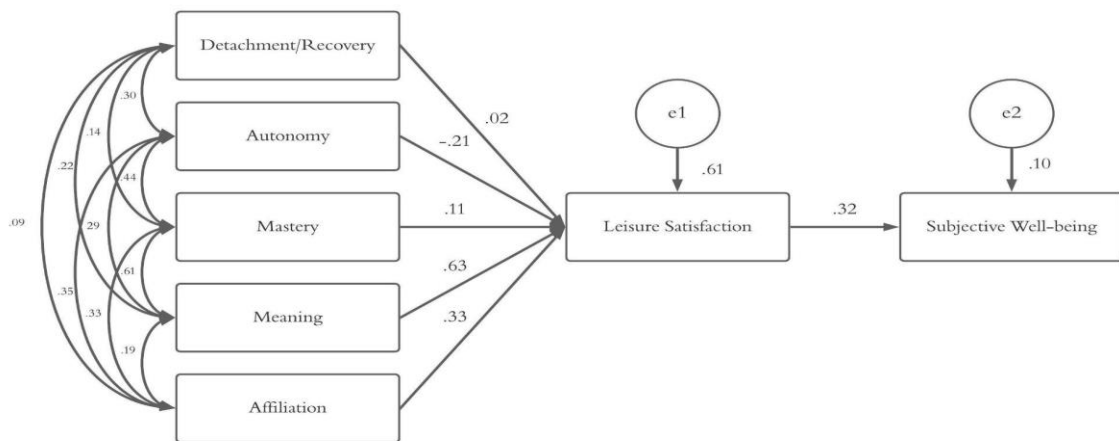 Detachment/Recovery
.30
Autonomy
.14
.22
.44
.09
.29
Mastery
.61
.35
.33
Meaning
.19
Affiliation
.02
-.21
.11
.63
.33
e1
.61
Leisure Satisfaction
.32
e2
.10
Subjective Well-being